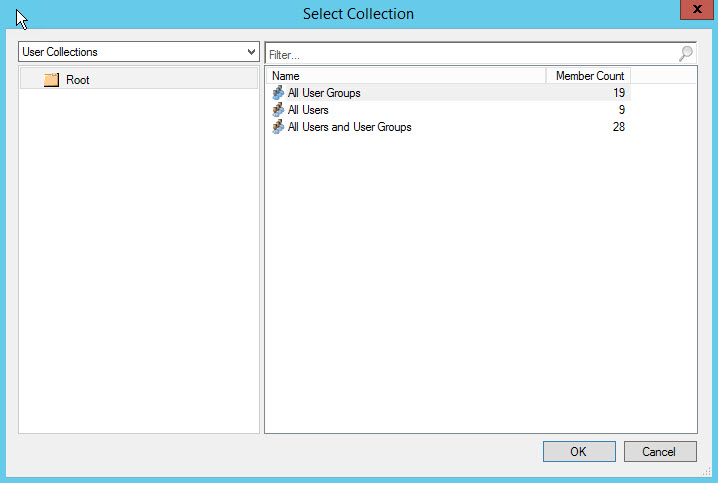 Select Collection
x
User Collections
Filter...
Root
Name Member Count
All User Groups 19
All Users 9
All Users and User Groups 28
OK Cancel